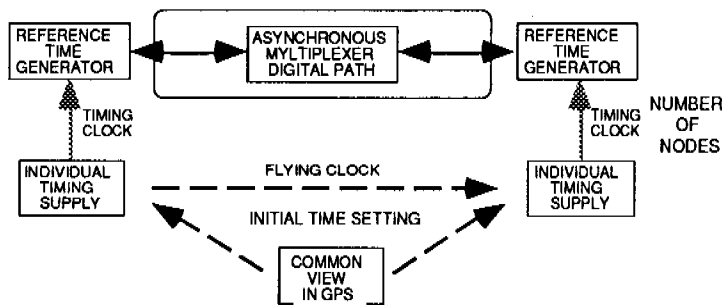 REFERENCE
TIME
GENERATOR
ASYNCHRONOUS
MYLTIPLEXER
DIGITAL PATH
REFERENCE
TIME
GENERATOR
TIMING
CLOCK
TIMING
CLOCK
NUMBER
OF
NODES
INDIVIDUAL
TIMING
SUPPLY
FLYING CLOCK
INDIVIDUAL
TIMING
SUPPLY
INITIAL TIME SETTING
COMMON
VIEW
IN GPS